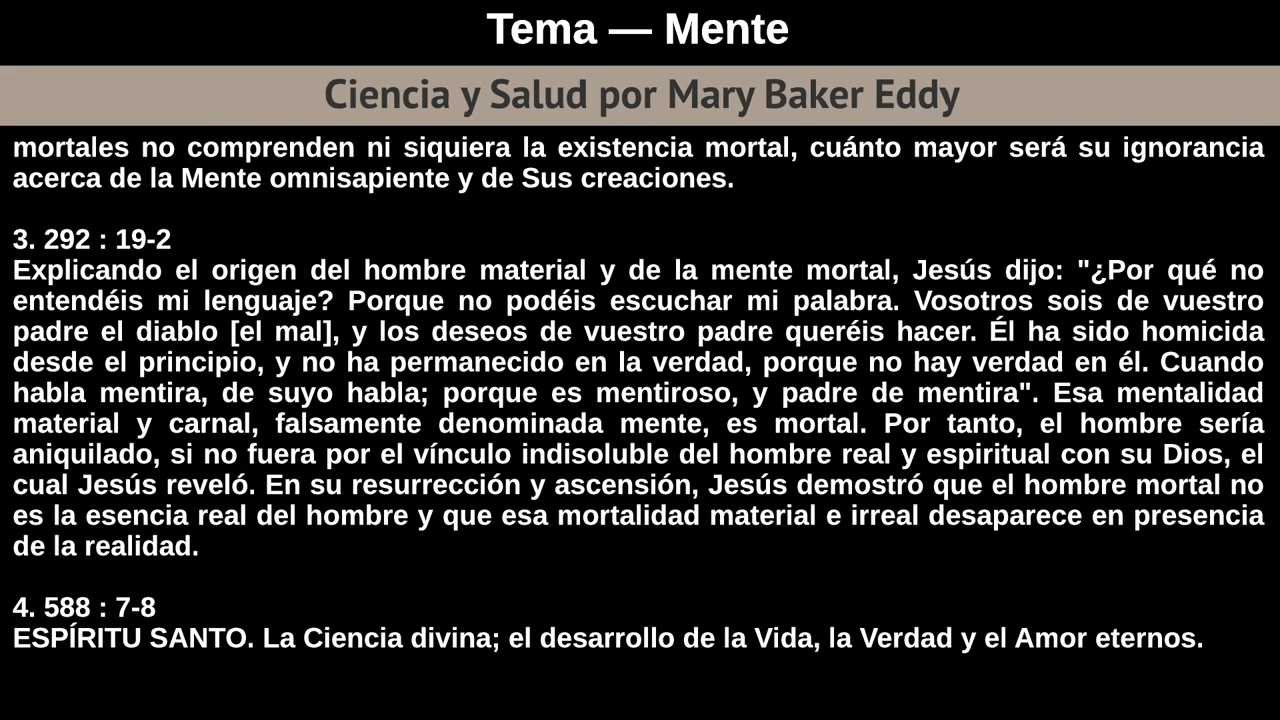 Tema — Mente
Ciencia y Salud por Mary Baker Eddy
mortales no comprenden ni siquiera la existencia mortal, cuánto mayor será su ignorancia
acerca de la Mente omnisapiente y de Sus creaciones.
3. 292 : 19-2
Explicando el origen del hombre material y de la mente mortal, Jesús dijo: "¿Por qué no
entendéis mi lenguaje? Porque no podéis escuchar mi palabra. Vosotros sois de vuestro
padre el diablo [el mal], y los deseos de vuestro padre queréis hacer. Él ha sido homicida
desde el principio, y no ha permanecido en la verdad, porque no hay verdad en él. Cuando
habla mentira, de suyo habla; porque es mentiroso, y padre de mentira". Esa mentalidad
material y carnal, falsamente denominada mente, es mortal. Por tanto, el hombre sería
aniquilado, si no fuera por el vínculo indisoluble del hombre real y espiritual con su Dios, el
cual Jesús reveló. En su resurrección y ascensión, Jesús demostró que el hombre mortal no
es la esencia real del hombre y que esa mortalidad material e irreal desaparece en presencia
de la realidad.
4. 588 : 7-8
ESPÍRITU SANTO. La Ciencia divina; el desarrollo de la Vida, la Verdad y el Amor eternos.